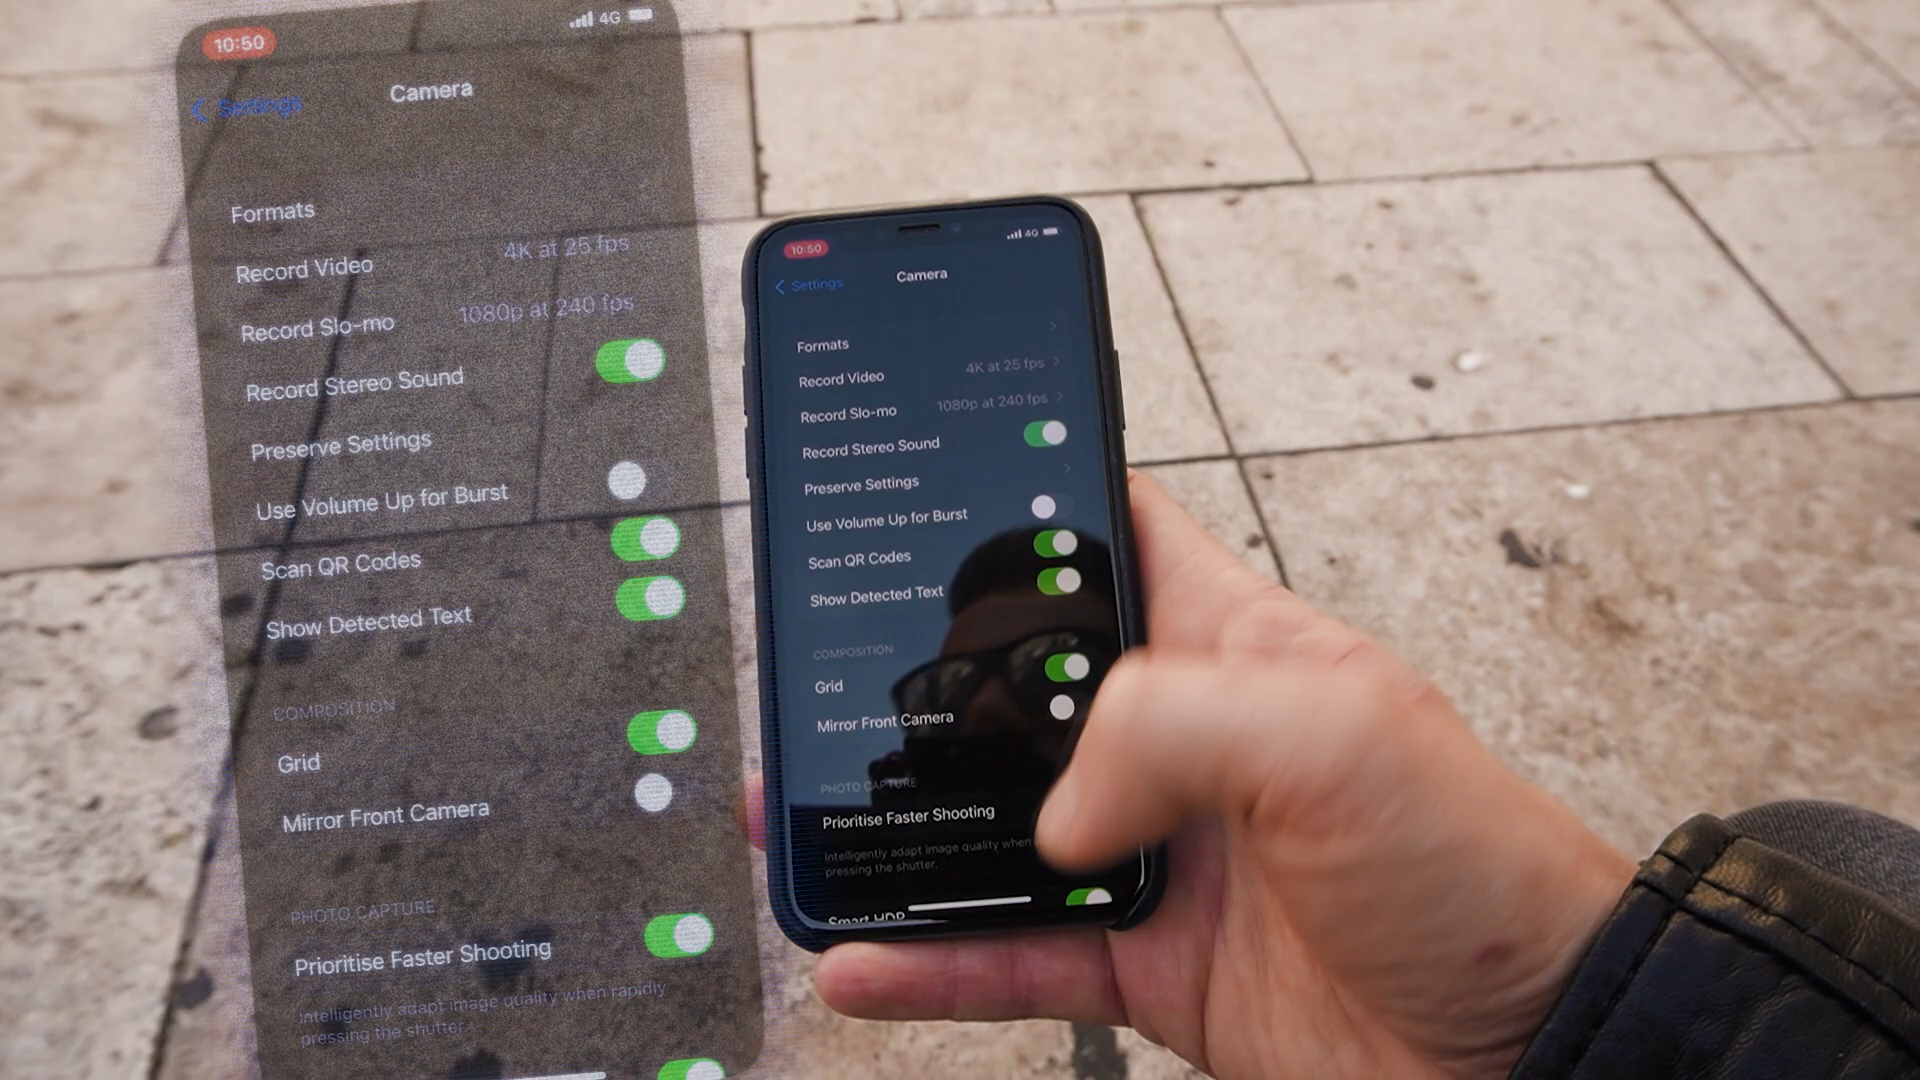 10:50
4G
Settings
Camera
Formats
Record Video 4K at 25 fps
Record Slo-mo 1080p at 240 fps
Record Stereo Sound
Preserve Settings
Use Volume Up for Burst
Scan QR Codes
Show Detected Text
COMPOSITION
Grid
Mirror Front Camera
PHOTO CAPTURE
Prioritise Faster Shooting
Intelligently adapt image quality when rapidly
pressing the shutter.
10:50
4G
Settings
Camera
Formats
Record Video 4K at 25 fps
Record Slo-mo 1080p at 240 fps
Record Stereo Sound
Preserve Settings
Use Volume Up for Burst
Scan QR Codes
Show Detected Text
COMPOSITION
Grid
Mirror Front Camera
PHOTO CAPTURE
Prioritise Faster Shooting
Intelligently adapt image quality when
pressing the shutter.
Smart HDR